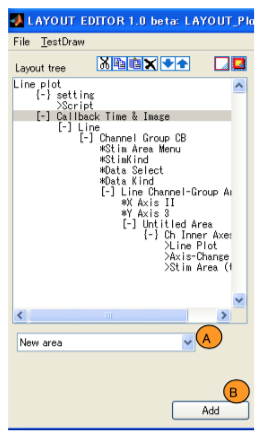 LAYOUT EDITOR 1.0 beta: LAYOUT_Plo
File TestDraw
Layout tree
Line plot
{-} setting
>Script
[-] Callback Time & Image
[-] Line
[-] Channel Group CB
*Stim Area Menu
*StimKind
*Data Select
*Data Kind
[-] Line Channel-Group A
*X Axis II
*Y Axis 3
[-] Untitled Area
{-} Ch Inner Axes
>Line Plot
>Axis-Change
>Stim Area (
New area
A
B
Add